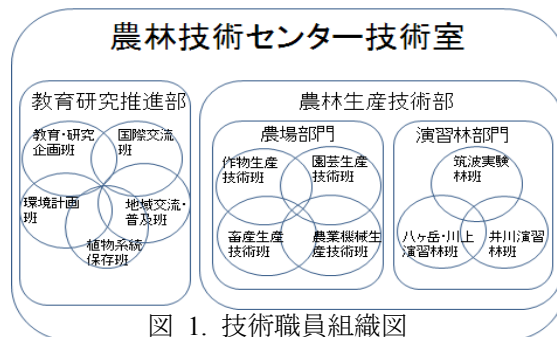 農林技術センター技術室
教育研究推進部
教育・研究
企画班
国際交流
班
環境計画
班
地域交流・
普及班
植物系統
保存班
農林生産技術部
農場部門
作物生産
技術班
園芸生産
技術班
畜産生産
技術班
農業機械生
産技術班
演習林部門
筑波実験
林班
八ヶ岳・川上
演習林班
井川演習
林班
図 1. 技術職員組織図